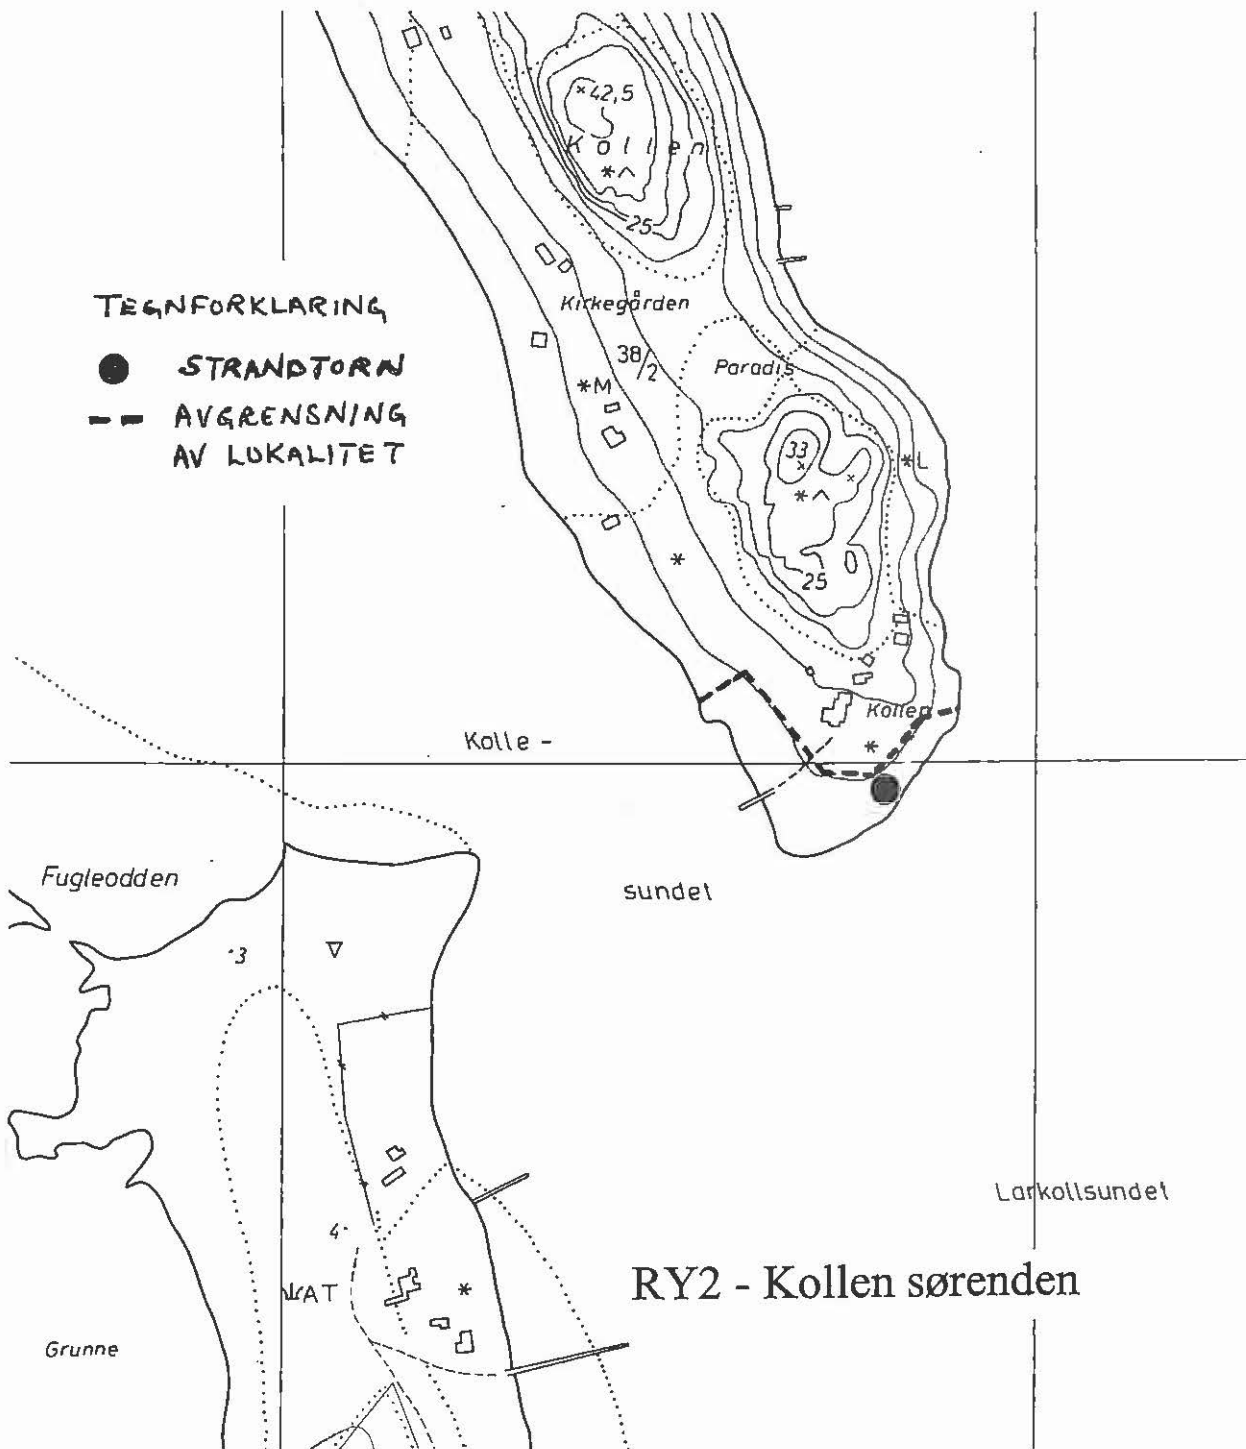 ×42,5
Kollen
25
TEGNFORKLARING
STRANDTORN
AVGRENSNING
AV LOKALITET
Kirkegården
38/2
Paradis
M
33
L
25
Kollen
Kolle -
sundet
Fugleodden
3
4
AT
Grunne
Larkollsundet
RY2 - Kollen sørenden